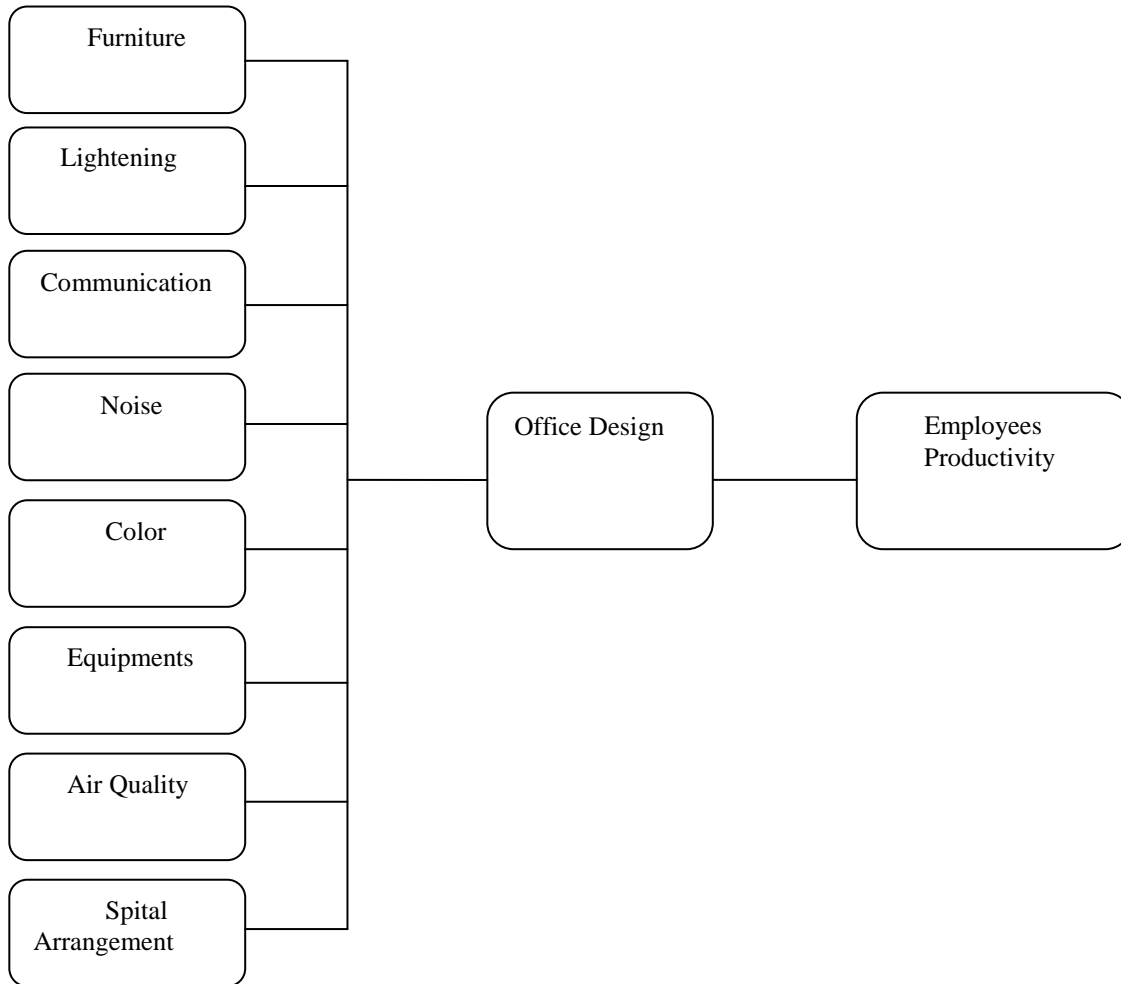 Furniture
Lightening
Communication
Noise
Color
Equipments
Air Quality
Spital
Arrangement
Office Design
Employees
Productivity